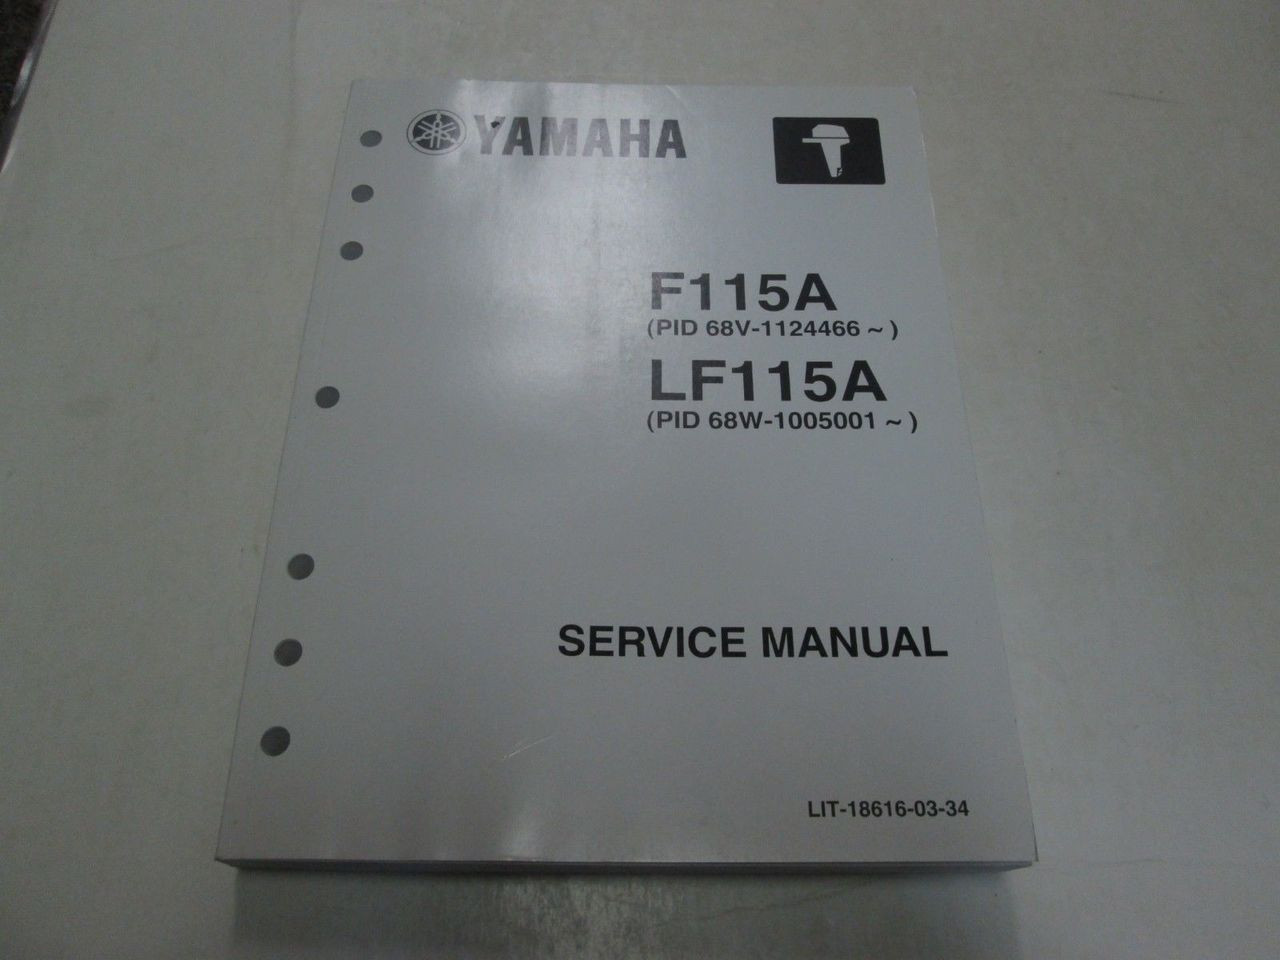 YAMAHA
F115A
(PID 68V-1124466 ~ )
LF115A
(PID 68W-1005001 ~ )
SERVICE MANUAL
LIT-18616-03-34